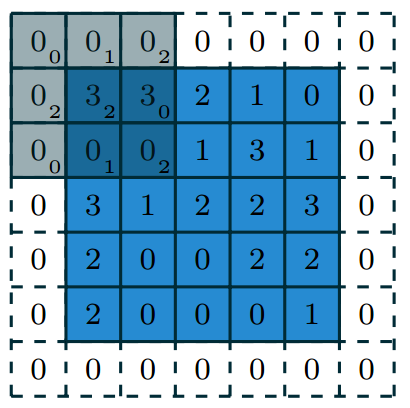 0₀ 0₁ 0₂ 0 0 0 0
0₂ 3₂ 3₀ 2 1 0 0
0₀ 0₁ 0₂ 1 3 1 0
0 3 1 2 2 3 0
0 2 0 0 2 2 0
0 2 0 0 0 1 0
0 0 0 0 0 0 0